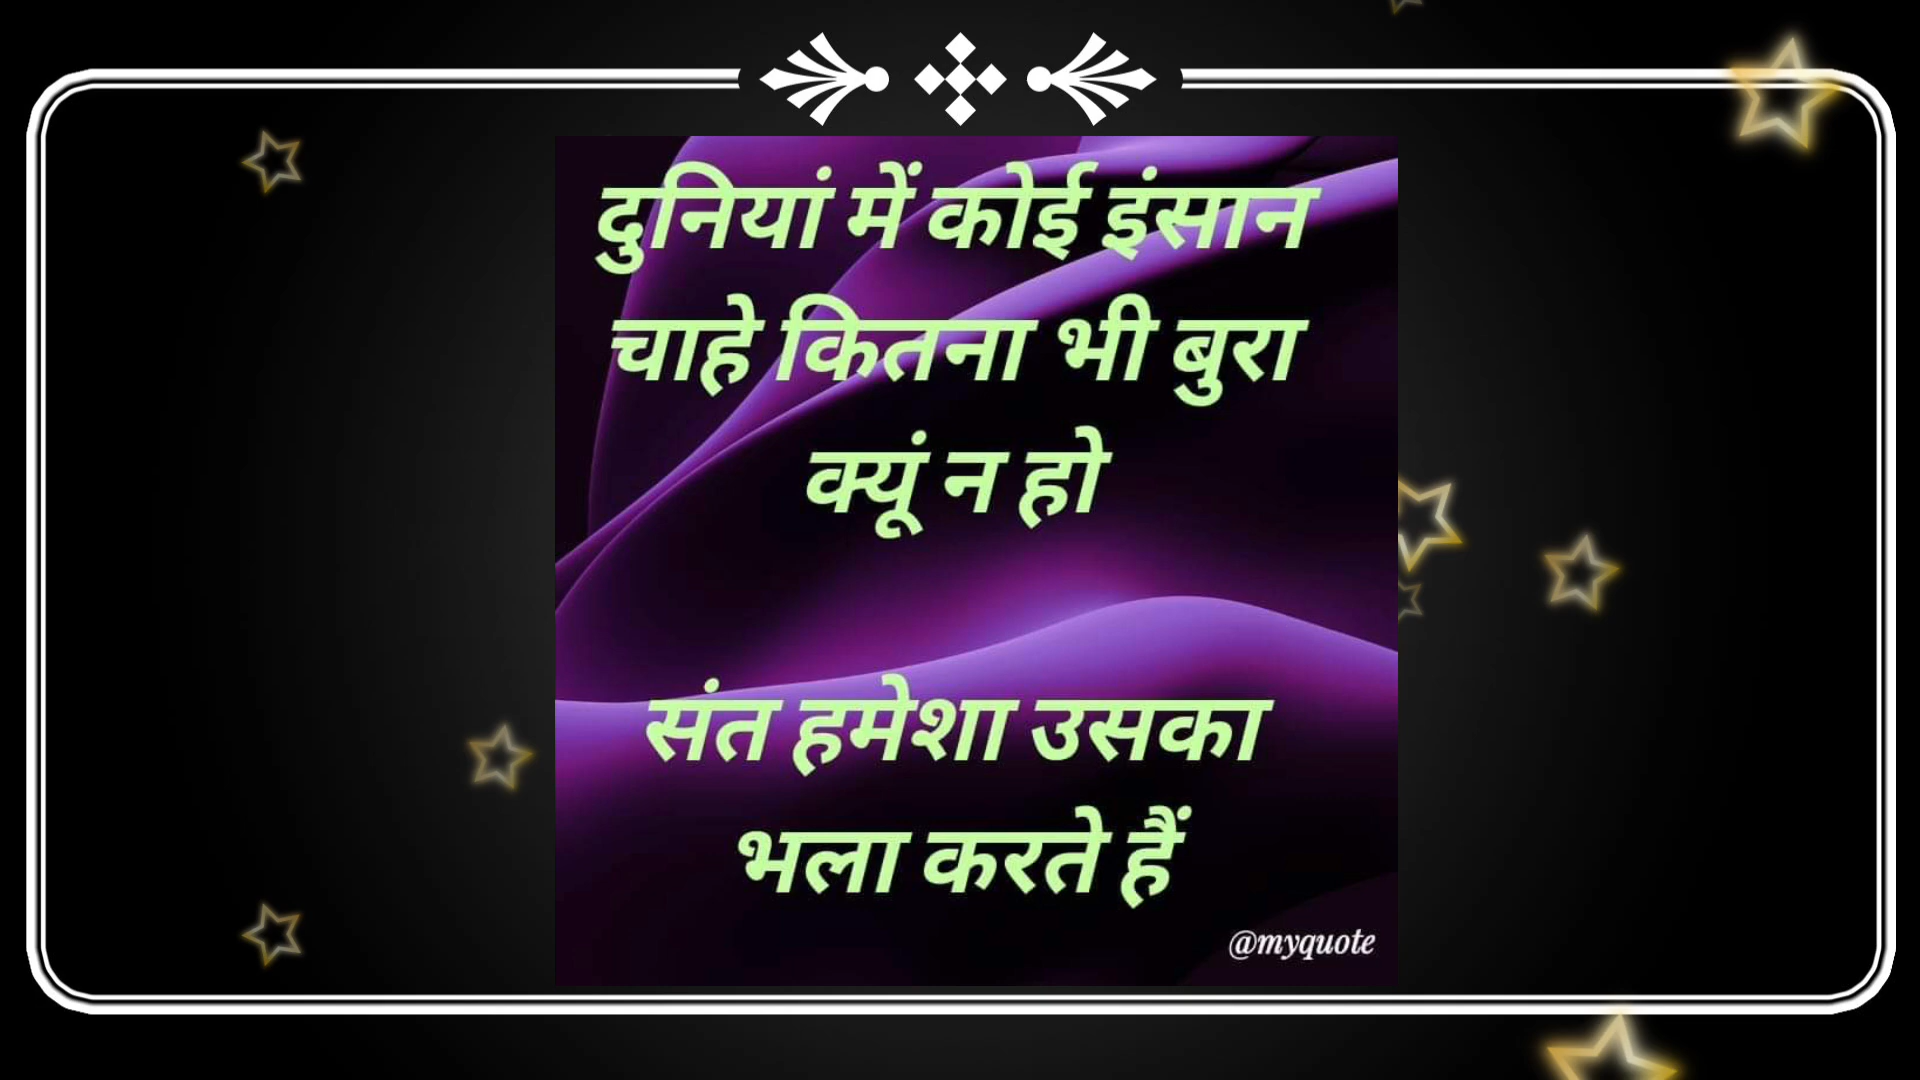 दुनियां में कोई इंसान
चाहे कितना भी बुरा
क्यूं न हो
संत हमेशा उसका
भला करते हैं
@myquote